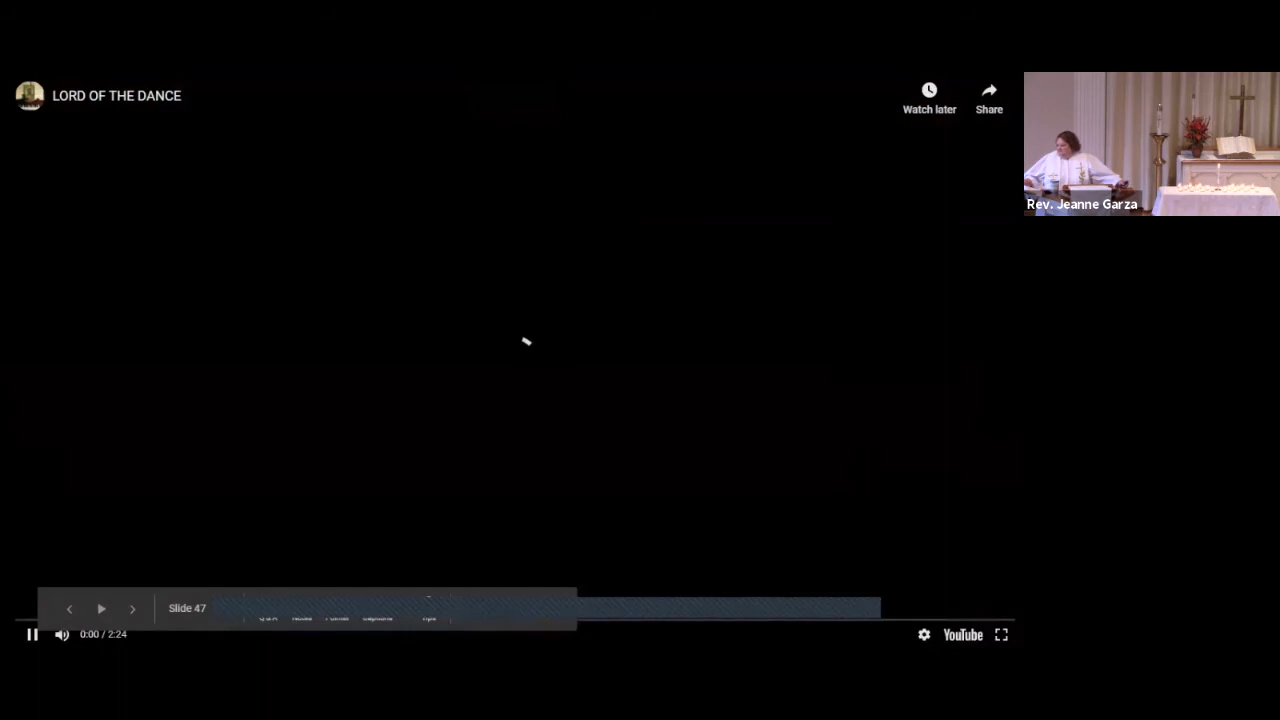 LORD OF THE DANCE
Watch later
Share
Rev. Jeanne Garza
Slide 47
0:00 / 2:24
YouTube